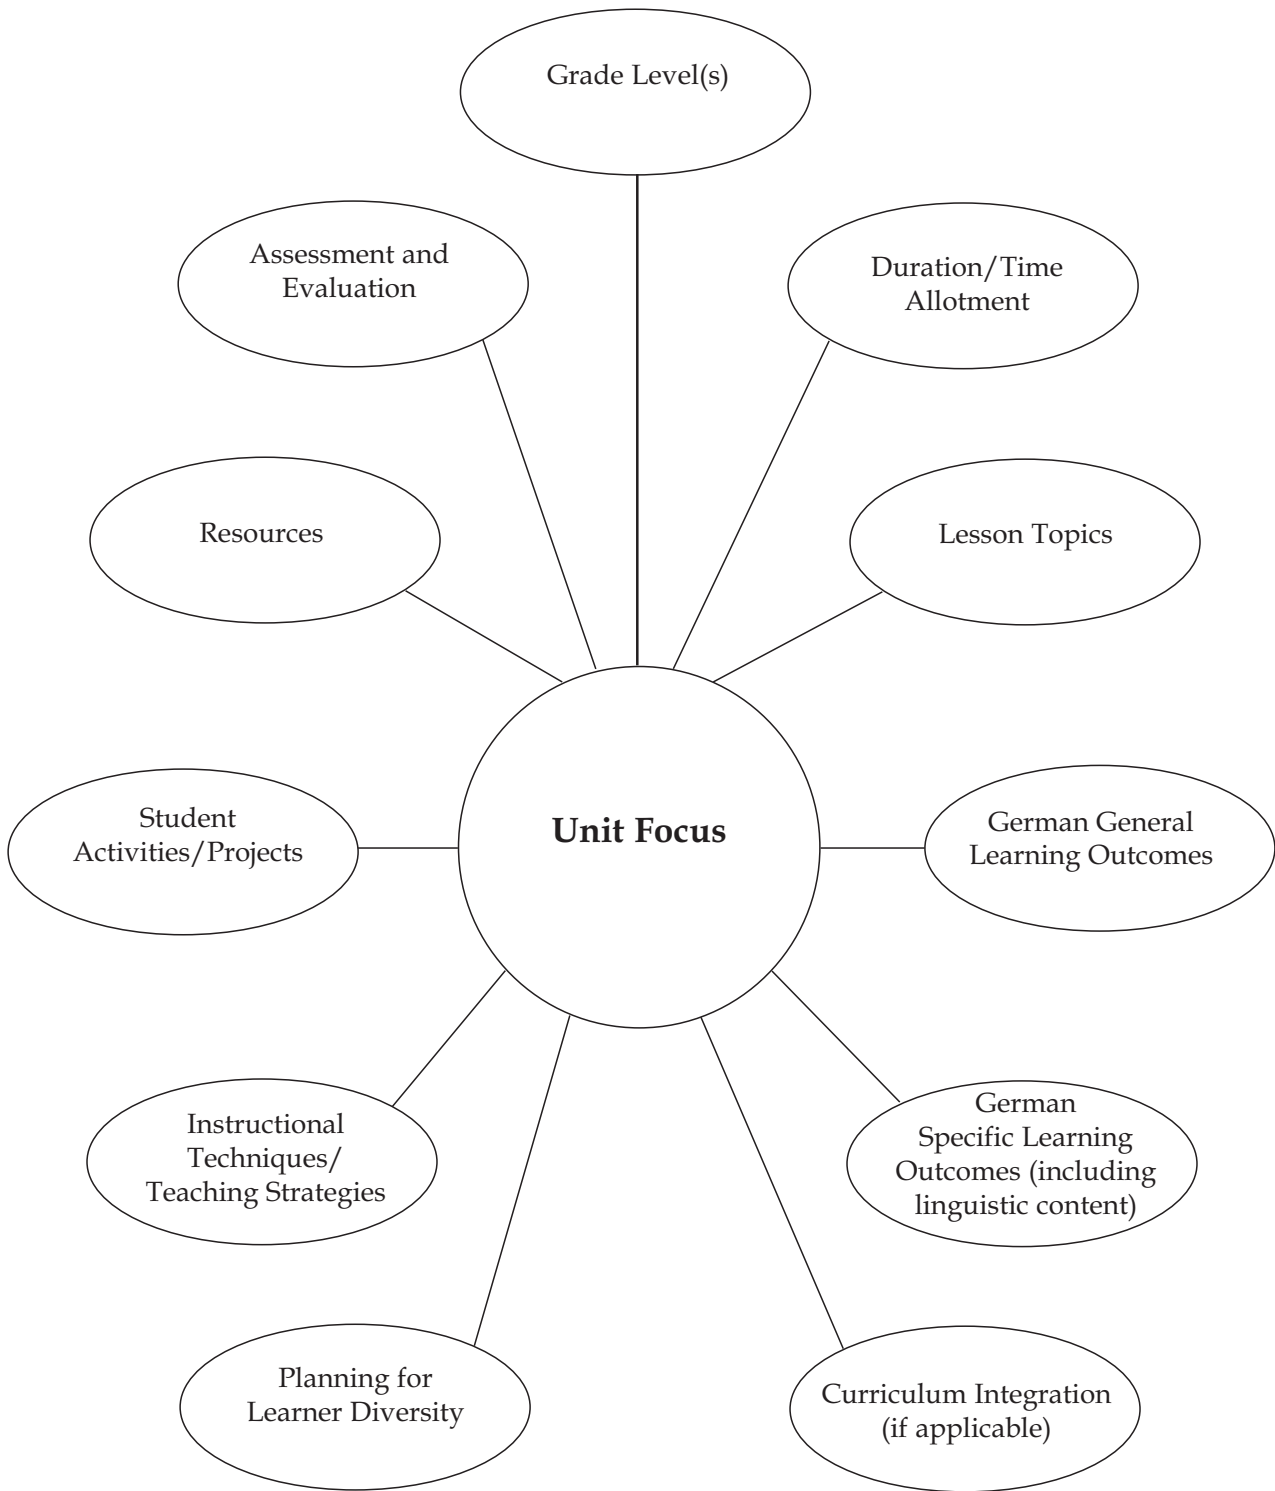 Grade Level(s)
Assessment and
Evaluation
Duration/Time
Allotment
Resources
Lesson Topics
Student
Activities/Projects
Unit Focus
German General
Learning Outcomes
Instructional
Techniques/
Teaching Strategies
German
Specific Learning
Outcomes (including
linguistic content)
Planning for
Learner Diversity
Curriculum Integration
(if applicable)